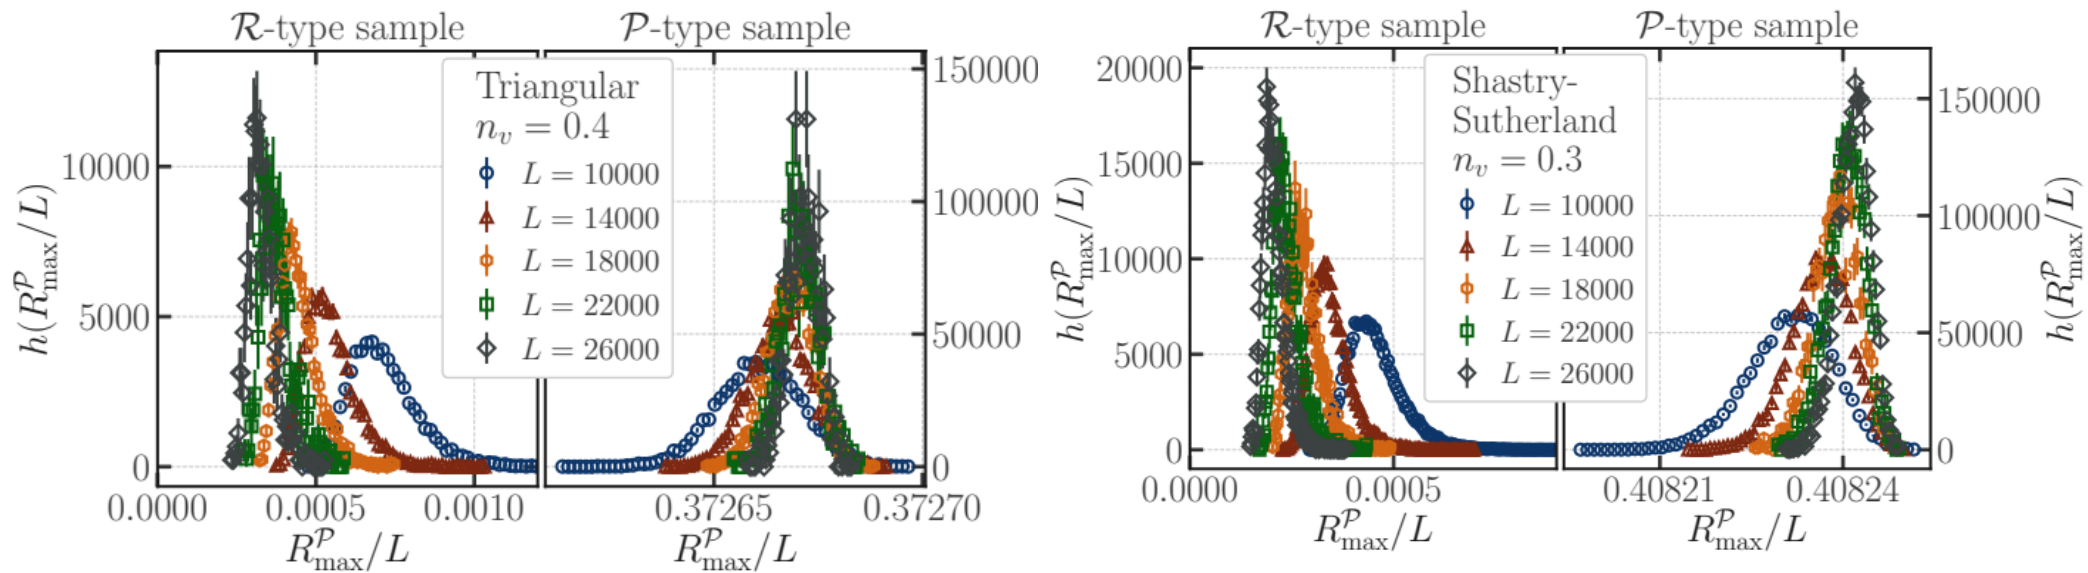 R-type sample
P-type sample
Triangular
n_v = 0.4
L = 10000
L = 14000
L = 18000
L = 22000
L = 26000
10000
5000
0
150000
100000
50000
0
h(R^P_max/L)
h(R^P_max/L)
0.0000
0.0005
0.0010
0.37265
0.37270
R^P_max/L
R^P_max/L
R-type sample
P-type sample
Shastry-
Sutherland
n_v = 0.3
L = 10000
L = 14000
L = 18000
L = 22000
L = 26000
20000
15000
10000
5000
0
150000
100000
50000
0
h(R^P_max/L)
0.0000
0.0005
0.40821
0.40824
R^P_max/L
R^P_max/L